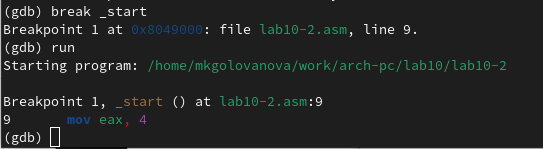 (gdb) break _start
Breakpoint 1 at 0x8049000: file lab10-2.asm, line 9.
(gdb) run
Starting program: /home/mkgolovanova/work/arch-pc/lab10/lab10-2
Breakpoint 1, _start () at lab10-2.asm:9
9 mov eax, 4
(gdb)